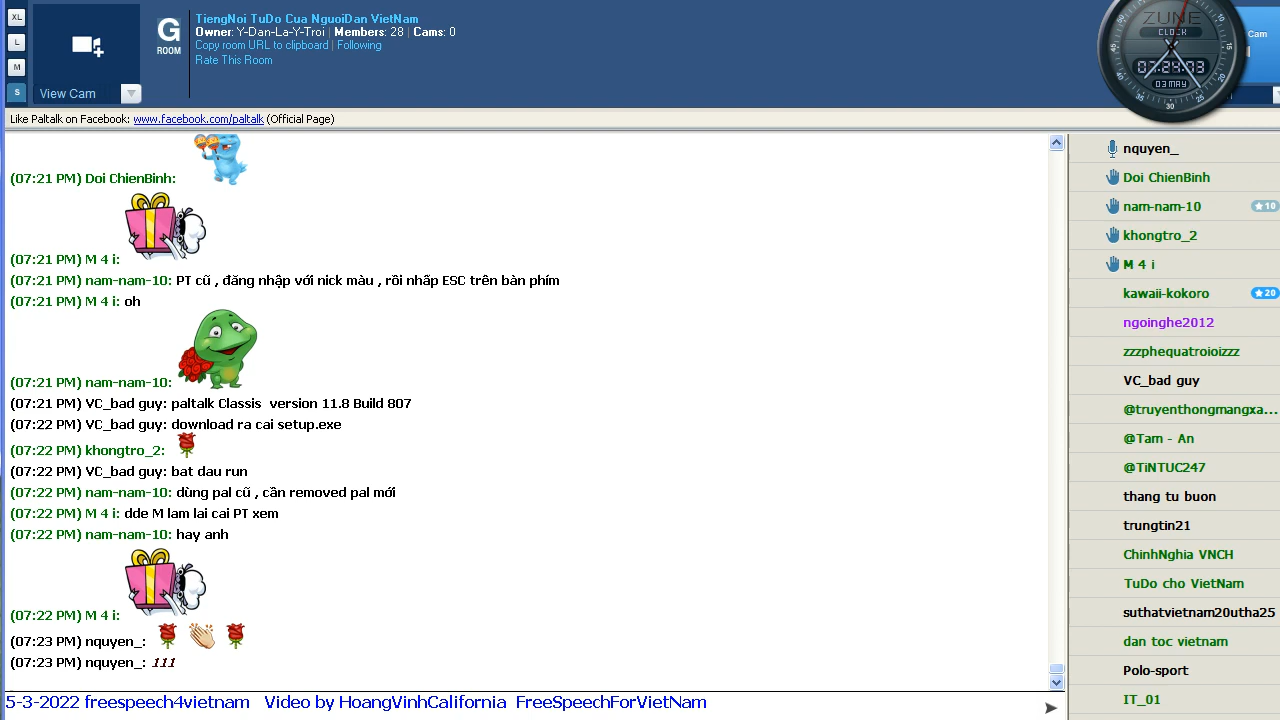 XL
L
M
S
View Cam
G
ROOM
TiengNoi TuDo Cua NguoiDan VietNam
Owner: Y-Dan-La-Y-Troi | Members: 28 | Cams: 0
Copy room URL to clipboard | Following
Rate This Room
ZUNE
CLOCK
07:24:03
03 MAY
Cam
Like Paltalk on Facebook: www.facebook.com/paltalk (Official Page)
(07:21 PM) Doi ChienBinh:
(07:21 PM) M 4 i:
(07:21 PM) nam-nam-10: PT cũ , đăng nhập với nick màu , rồi nhấp ESC trên bàn phím
(07:21 PM) M 4 i: oh
(07:21 PM) nam-nam-10:
(07:21 PM) VC_bad guy: paltalk Classis version 11.8 Build 807
(07:22 PM) VC_bad guy: download ra cai setup.exe
(07:22 PM) khongtro_2:
(07:22 PM) VC_bad guy: bat dau run
(07:22 PM) nam-nam-10: dùng pal cũ , cần removed pal mới
(07:22 PM) M 4 i: dde M lam lai cai PT xem
(07:22 PM) nam-nam-10: hay anh
(07:22 PM) M 4 i:
(07:23 PM) nquyen_:
(07:23 PM) nquyen_: 111
5-3-2022 freespeech4vietnam Video by HoangVinhCalifornia FreeSpeechForVietNam
nquyen_
Doi ChienBinh
nam-nam-10 10
khongtro_2
M 4 i
kawaii-kokoro 20
ngoinghe2012
zzzphequatroioizzz
VC_bad guy
@truyenthongmangxa...
@Tam - An
@TiNTUC247
thang tu buon
trungtin21
ChinhNghia VNCH
TuDo cho VietNam
suthatvietnam20utha25
dan toc vietnam
Polo-sport
IT_01